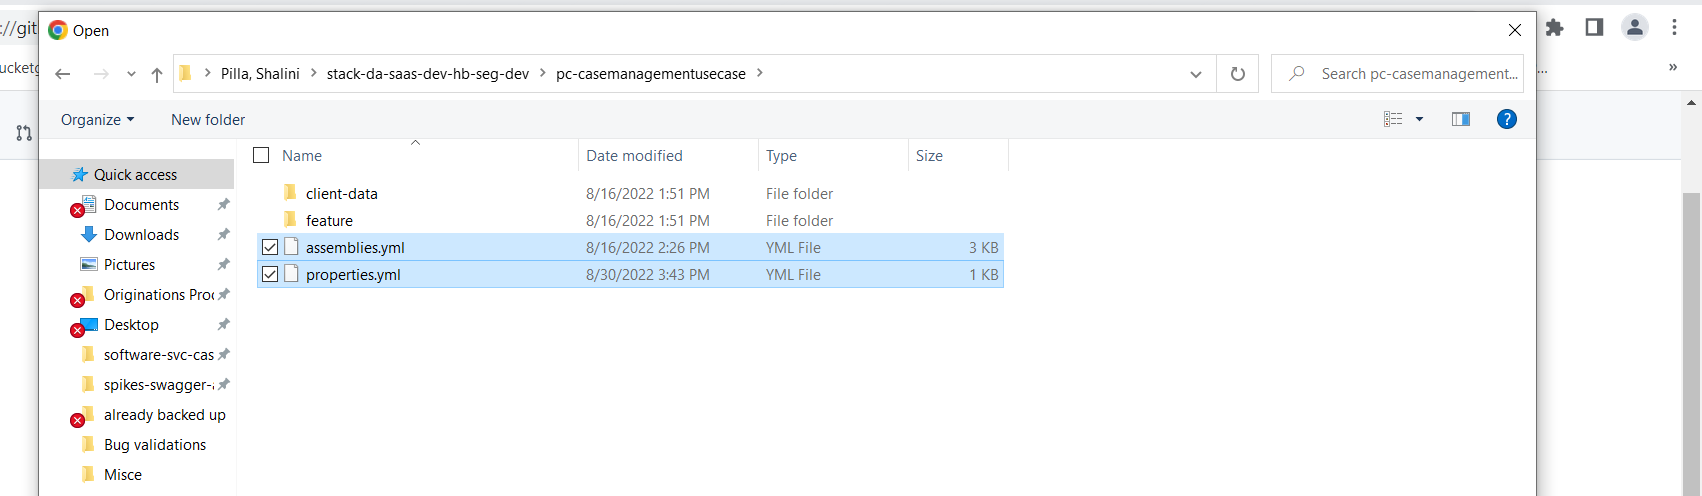 ://git
Open
ucketg
Pilla, Shalini > stack-da-saas-dev-hb-seg-dev > pc-casemanagementusecase >
Search pc-casemanagement...
...
»
Organize
New folder
?
Name
Date modified
Type
Size
Quick access
Documents
Downloads
Pictures
Originations Proc
Desktop
software-svc-cas
spikes-swagger-a
already backed up
Bug validations
Misce
client-data 8/16/2022 1:51 PM File folder
feature 8/16/2022 1:51 PM File folder
assemblies.yml 8/16/2022 2:26 PM YML File 3 KB
properties.yml 8/30/2022 3:43 PM YML File 1 KB